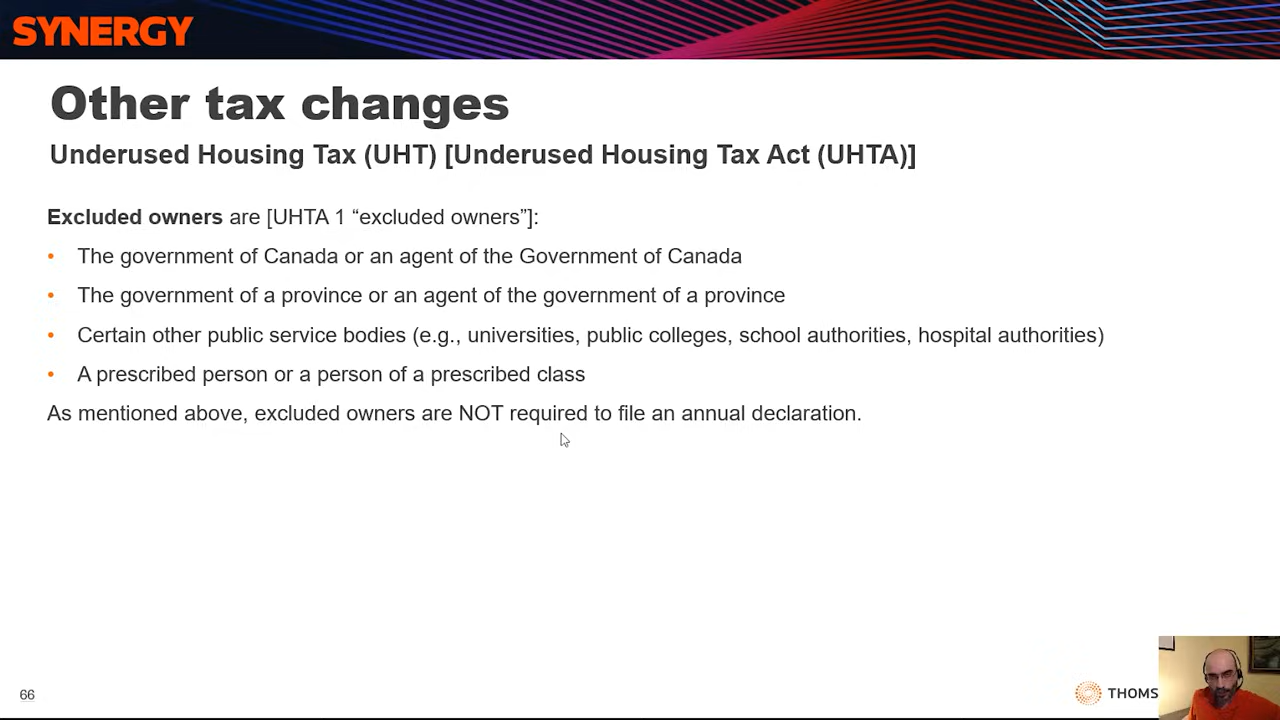 SYNERGY
Other tax changes
Underused Housing Tax (UHT) [Underused Housing Tax Act (UHTA)]
Excluded owners are [UHTA 1 “excluded owners”]:
• The government of Canada or an agent of the Government of Canada
• The government of a province or an agent of the government of a province
• Certain other public service bodies (e.g., universities, public colleges, school authorities, hospital authorities)
• A prescribed person or a person of a prescribed class
As mentioned above, excluded owners are NOT required to file an annual declaration.
66
THOMS